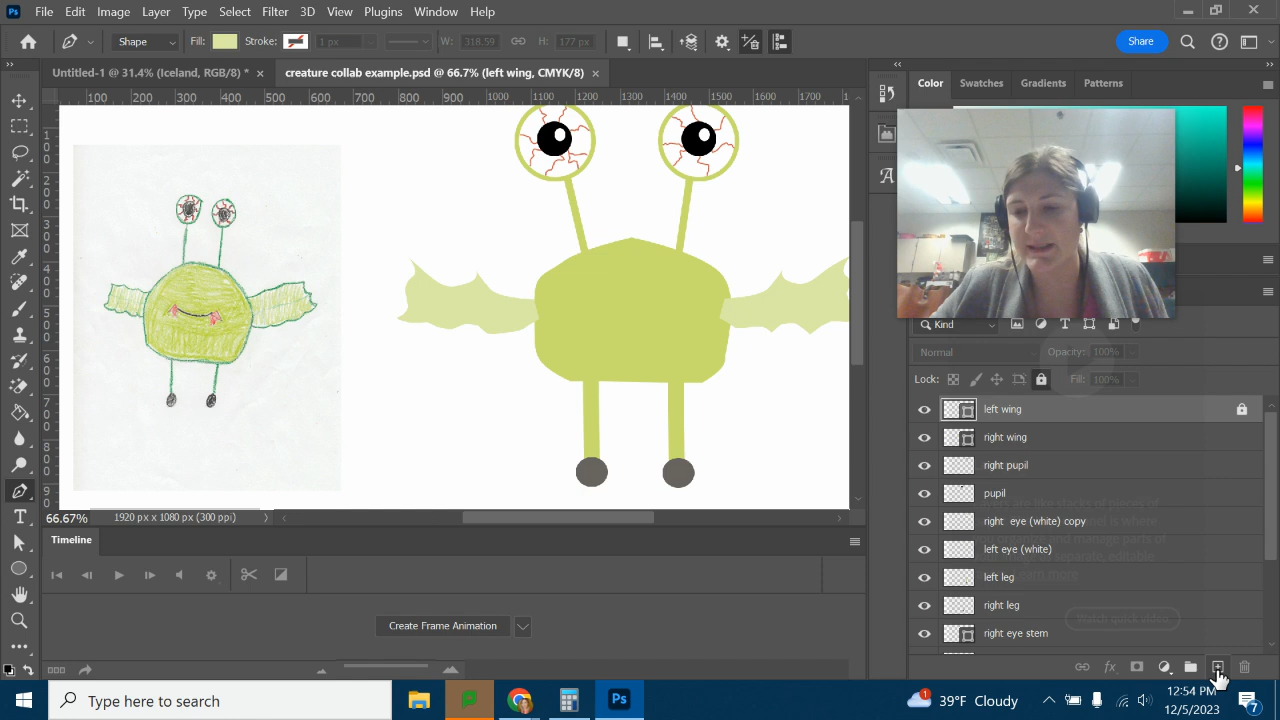 File Edit Image Layer Type Select Filter 3D View Plugins Window Help
Shape Fill: Stroke: 1 px W: 318.59 H: 177 px Share
Untitled-1 @ 31.4% (Iceland, RGB/8) * × creature collab example.psd @ 66.7% (left wing, CMYK/8) ×
Color Swatches Gradients Patterns
100 200 300 400 500 600 700 800 900 1000 1100 1200 1300 1400 1500 1600 1700
Kind
Normal Opacity: 100%
Lock: Fill: 100%
left wing
right wing
right pupil
pupil
right eye (white) copy
left eye (white)
left leg
right leg
right eye stem
Watch quick video
66.67% 1920 px x 1080 px (300 ppi)
Timeline
Create Frame Animation
Type here to search
39°F Cloudy
12:54 PM
12/5/2023
7